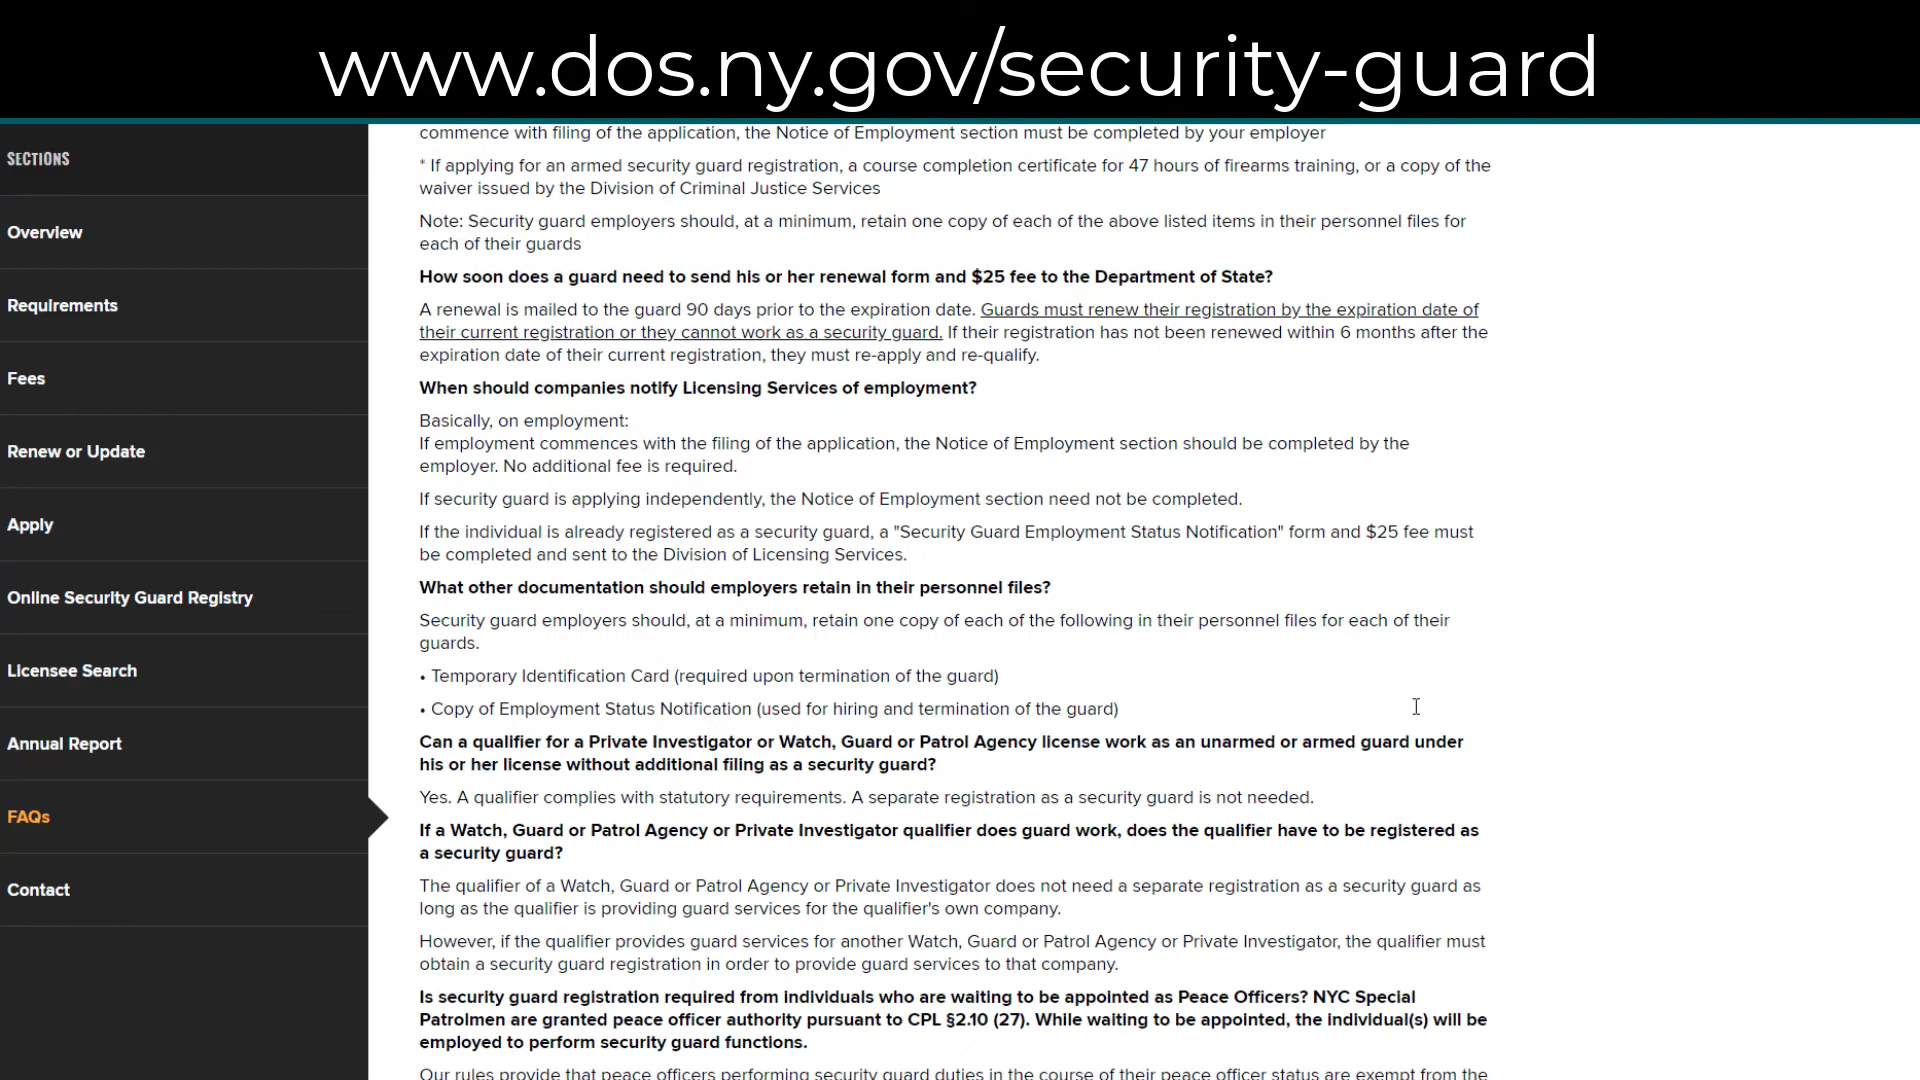 www.dos.ny.gov/security-guard
SECTIONS
Overview
Requirements
Fees
Renew or Update
Apply
Online Security Guard Registry
Licensee Search
Annual Report
FAQs
Contact
commence with filing of the application, the Notice of Employment section must be completed by your employer
* If applying for an armed security guard registration, a course completion certificate for 47 hours of firearms training, or a copy of the
waiver issued by the Division of Criminal Justice Services
Note: Security guard employers should, at a minimum, retain one copy of each of the above listed items in their personnel files for
each of their guards
How soon does a guard need to send his or her renewal form and $25 fee to the Department of State?
A renewal is mailed to the guard 90 days prior to the expiration date. Guards must renew their registration by the expiration date of
their current registration or they cannot work as a security guard. If their registration has not been renewed within 6 months after the
expiration date of their current registration, they must re-apply and re-qualify.
When should companies notify Licensing Services of employment?
Basically, on employment:
If employment commences with the filing of the application, the Notice of Employment section should be completed by the
employer. No additional fee is required.
If security guard is applying independently, the Notice of Employment section need not be completed.
If the individual is already registered as a security guard, a "Security Guard Employment Status Notification" form and $25 fee must
be completed and sent to the Division of Licensing Services.
What other documentation should employers retain in their personnel files?
Security guard employers should, at a minimum, retain one copy of each of the following in their personnel files for each of their
guards.
• Temporary Identification Card (required upon termination of the guard)
• Copy of Employment Status Notification (used for hiring and termination of the guard)
Can a qualifier for a Private Investigator or Watch, Guard or Patrol Agency license work as an unarmed or armed guard under
his or her license without additional filing as a security guard?
Yes. A qualifier complies with statutory requirements. A separate registration as a security guard is not needed.
If a Watch, Guard or Patrol Agency or Private Investigator qualifier does guard work, does the qualifier have to be registered as
a security guard?
The qualifier of a Watch, Guard or Patrol Agency or Private Investigator does not need a separate registration as a security guard as
long as the qualifier is providing guard services for the qualifier's own company.
However, if the qualifier provides guard services for another Watch, Guard or Patrol Agency or Private Investigator, the qualifier must
obtain a security guard registration in order to provide guard services to that company.
Is security guard registration required from individuals who are waiting to be appointed as Peace Officers? NYC Special
Patrolmen are granted peace officer authority pursuant to CPL §2.10 (27). While waiting to be appointed, the individual(s) will be
employed to perform security guard functions.
Our rules provide that peace officers performing security guard duties in the course of their peace officer status are exempt from the